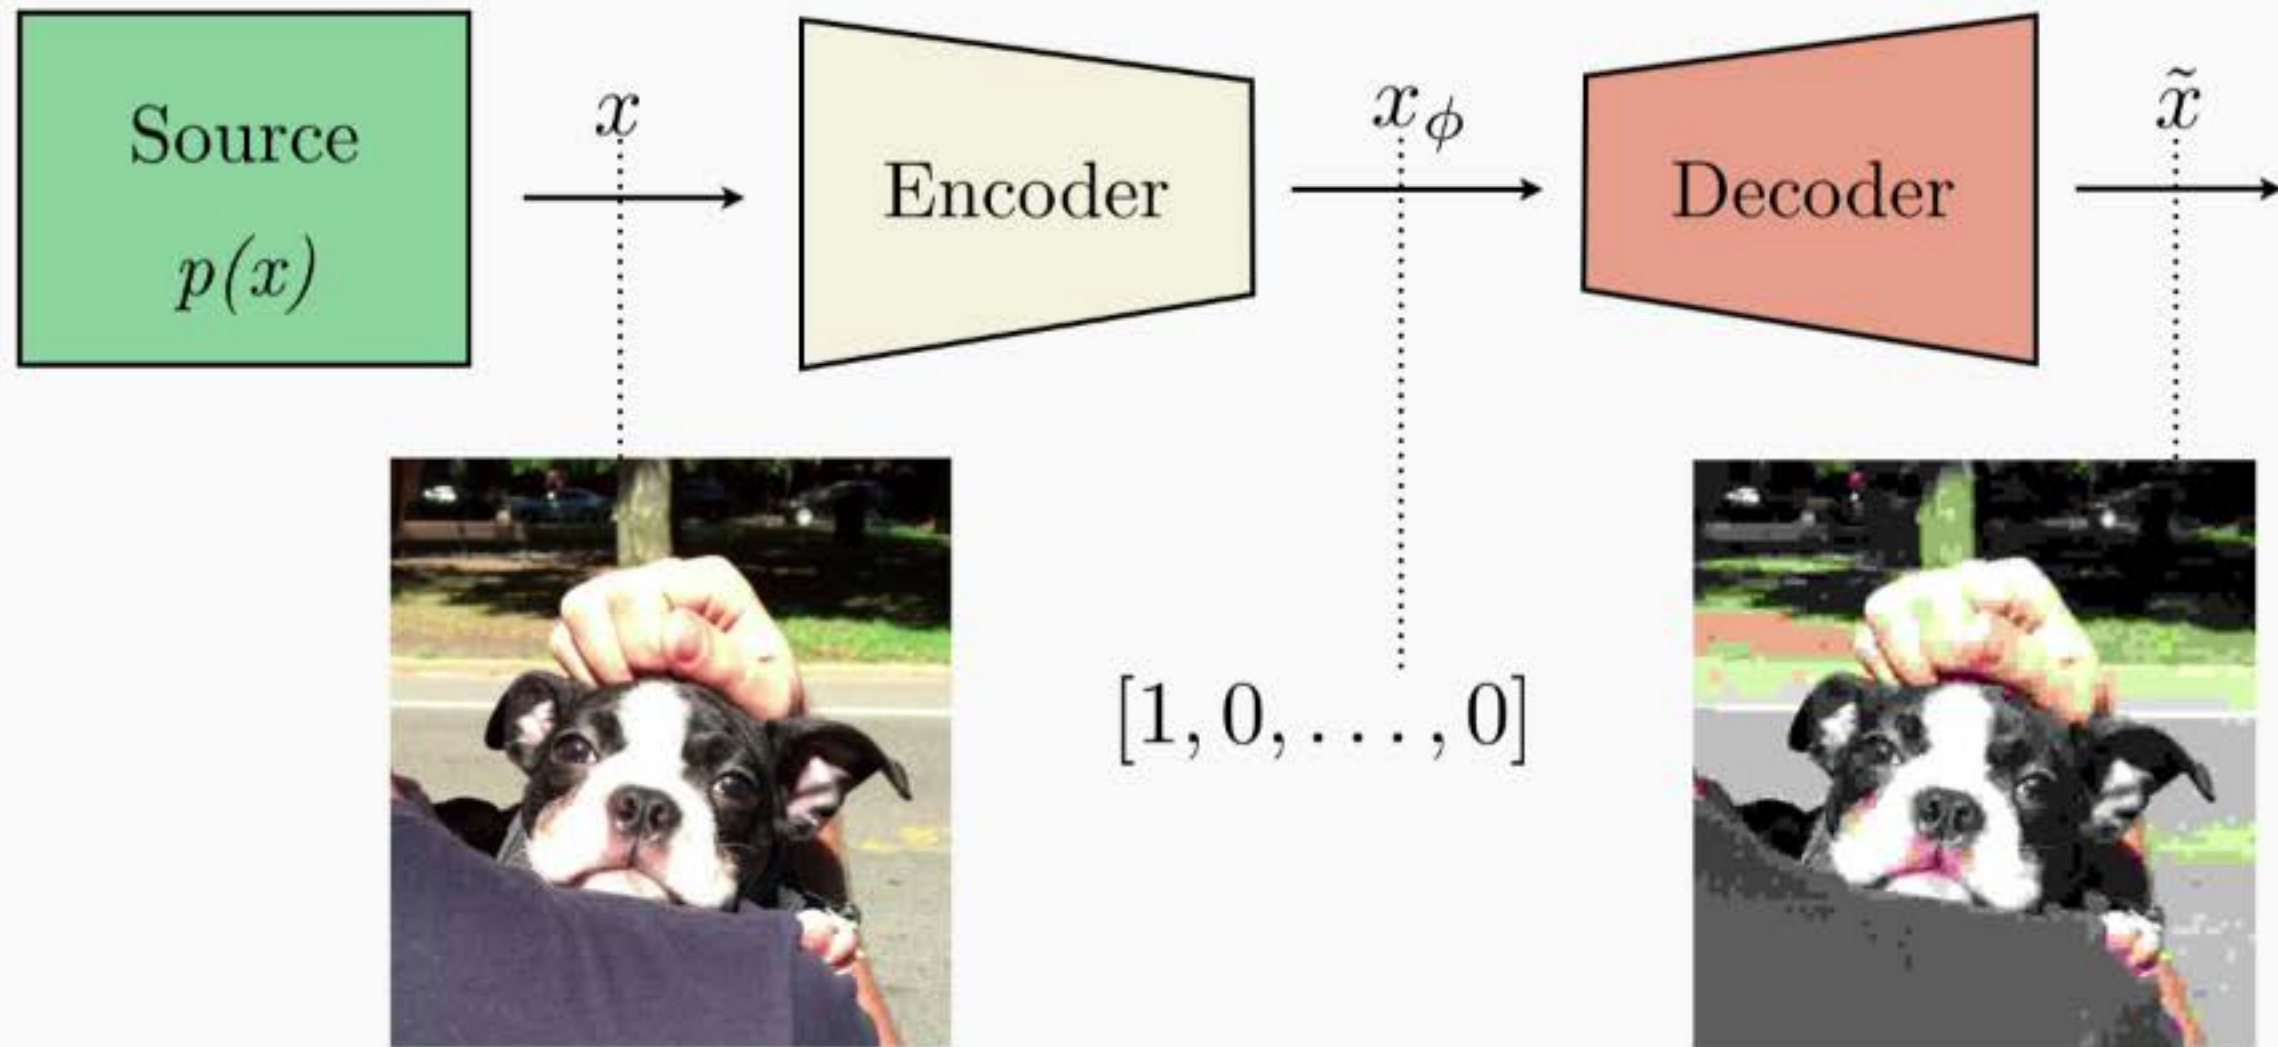 Source
p(x)
x
Encoder
x_ϕ
Decoder
x̃
[1, 0, . . . , 0]